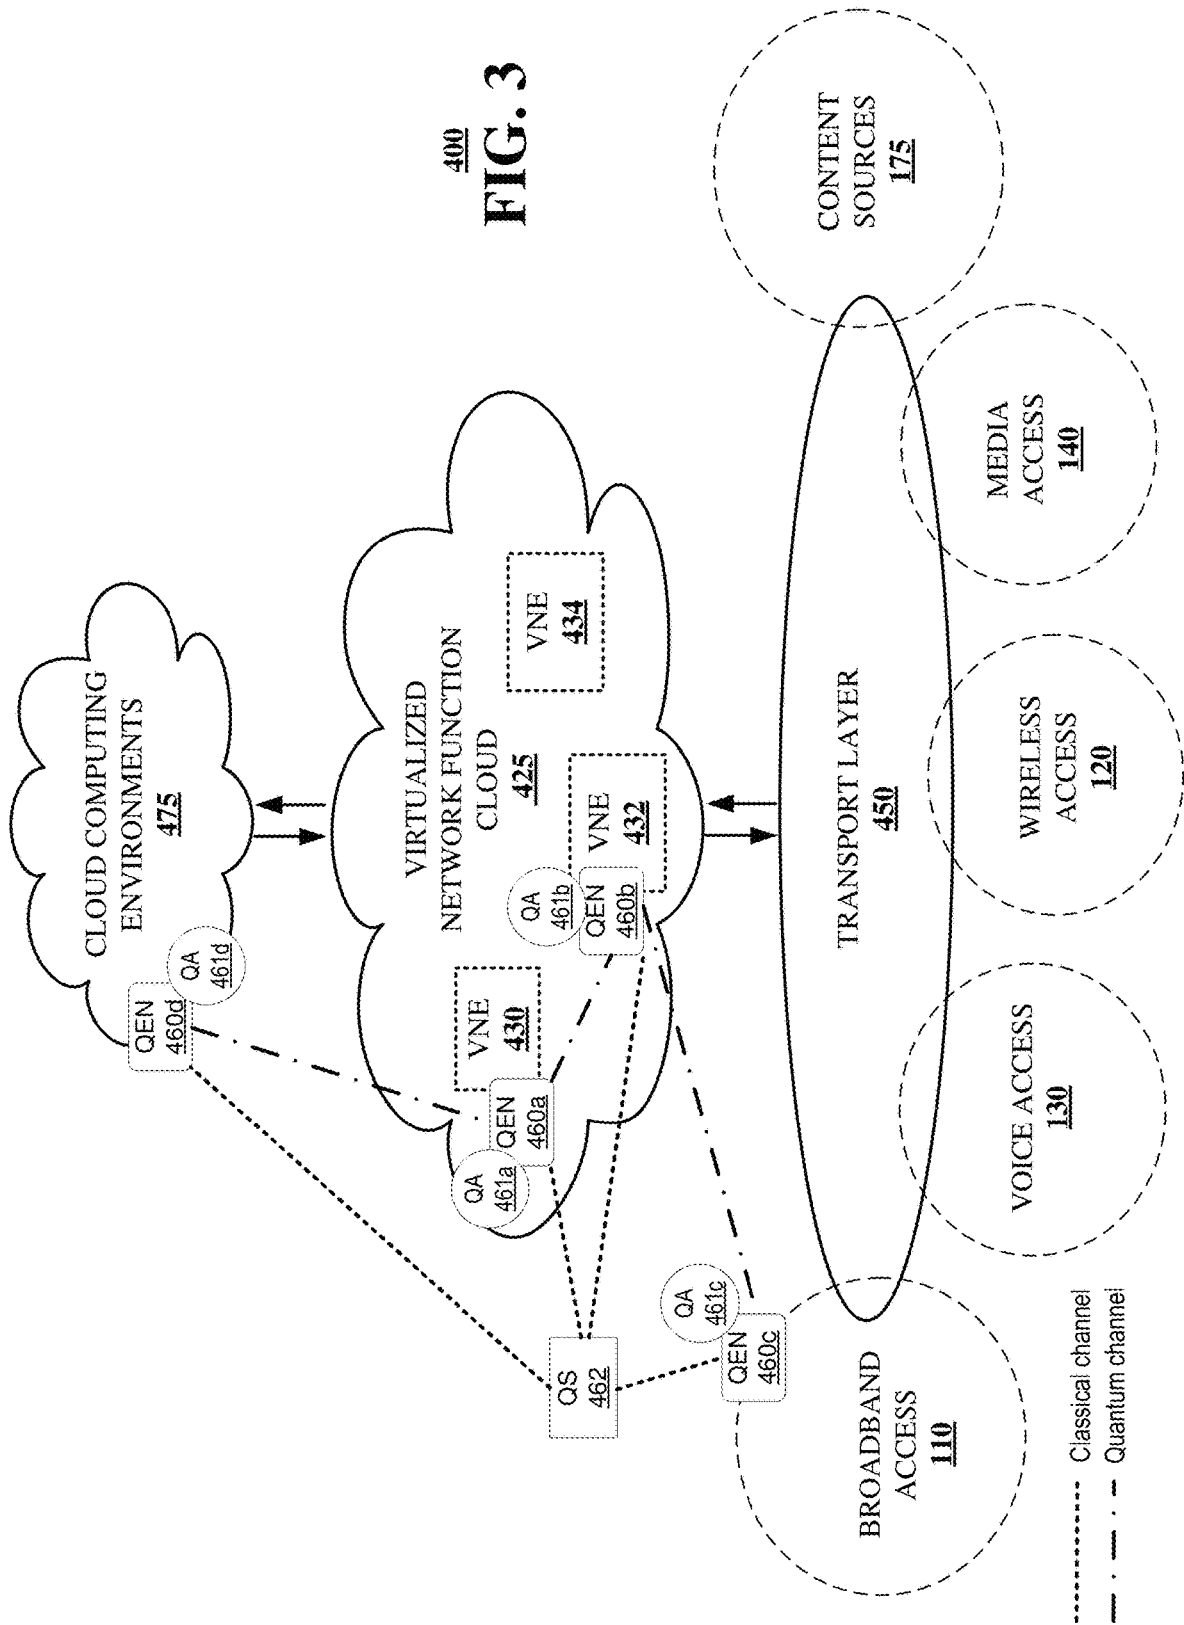 CLOUD COMPUTING
ENVIRONMENTS
475
QEN
460d
QA
461d
VIRTUALIZED
NETWORK FUNCTION
CLOUD
425
VNE
430
VNE
432
VNE
434
QEN
460a
QA
461a
QA
461b
QEN
460b
QS
462
QA
461c
QEN
460c
TRANSPORT LAYER
450
BROADBAND
ACCESS
110
VOICE ACCESS
130
WIRELESS
ACCESS
120
MEDIA
ACCESS
140
CONTENT
SOURCES
175
Classical channel
Quantum channel
400
FIG. 3